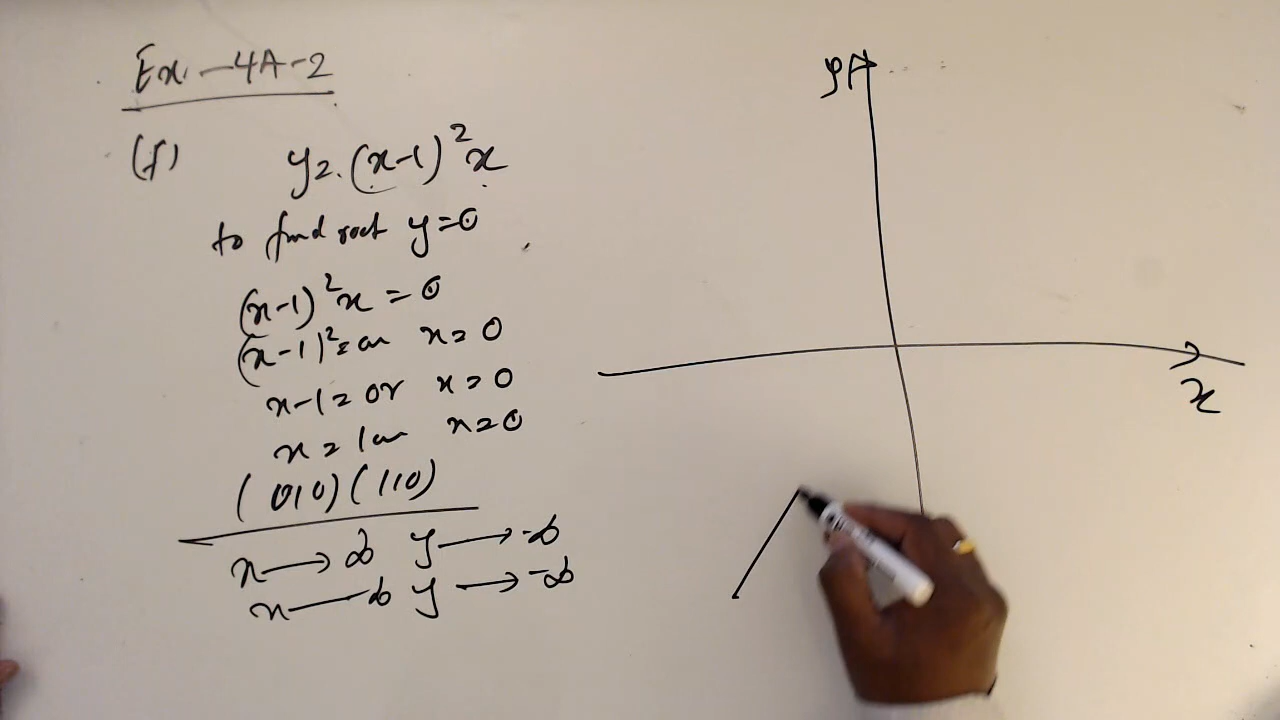 Ex. - 4A-2
(f) y = (x-1)²x
to find root y=0
(x-1)²x = 0
(x-1)²= or x = 0
x-1 = or x = 0
x = 1 or x = 0
(0,0) (1,0)
x → ∞ y → -∞
x — ∞ y → -∞
y
x